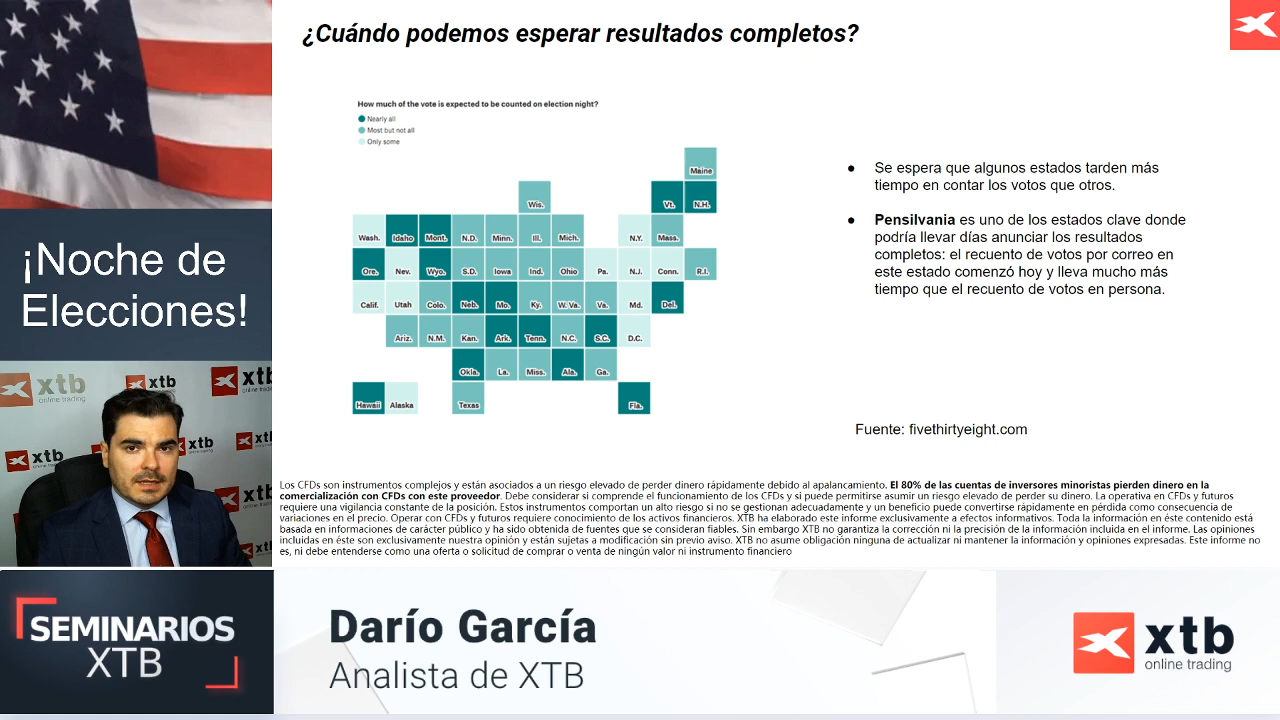 ¿Cuándo podemos esperar resultados completos?
How much of the vote is expected to be counted on election night?
Nearly all
Most but not all
Only some
Maine
Wis. Vt. N.H.
Wash. Idaho Mont. N.D. Minn. Ill. Mich. N.Y. Mass.
Ore. Nev. Wyo. S.D. Iowa Ind. Ohio Pa. N.J. Conn. R.I.
Calif. Utah Colo. Neb. Mo. Ky. W.Va. Va. Md. Del.
Ariz. N.M. Kan. Ark. Tenn. N.C. S.C. D.C.
Okla. La. Miss. Ala. Ga.
Hawaii Alaska Texas Fla.
● Se espera que algunos estados tarden más
tiempo en contar los votos que otros.
● Pensilvania es uno de los estados clave donde
podría llevar días anunciar los resultados
completos: el recuento de votos por correo en
este estado comenzó hoy y lleva mucho más
tiempo que el recuento de votos en persona.
Fuente: fivethirtyeight.com
¡Noche de
Elecciones!
xtb
online trading
xtb
xtb
online trading
xtb
xtb
xtb
online trading
xtb
Los CFDs son instrumentos complejos y están asociados a un riesgo elevado de perder dinero rápidamente debido al apalancamiento. El 80% de las cuentas de inversores minoristas pierden dinero en la
comercialización con CFDs con este proveedor. Debe considerar si comprende el funcionamiento de los CFDs y si puede permitirse asumir un riesgo elevado de perder su dinero. La operativa en CFDs y futuros
requiere una vigilancia constante de la posición. Estos instrumentos comportan un alto riesgo si no se gestionan adecuadamente y un beneficio puede convertirse rápidamente en pérdida como consecuencia de
variaciones en el precio. Operar con CFDs y futuros requiere conocimiento de los activos financieros. XTB ha elaborado este informe exclusivamente a efectos informativos. Toda la información en éste contenido está
basada en informaciones de carácter público y ha sido obtenida de fuentes que se consideran fiables. Sin embargo XTB no garantiza la corrección ni la precisión de la información incluida en el informe. Las opiniones
incluidas en éste son exclusivamente nuestra opinión y están sujetas a modificación sin previo aviso. XTB no asume obligación ninguna de actualizar ni mantener la información y opiniones expresadas. Este informe no
es, ni debe entenderse como una oferta o solicitud de comprar o venta de ningún valor ni instrumento financiero
SEMINARIOS
XTB
Darío García
Analista de XTB
xtb
online trading